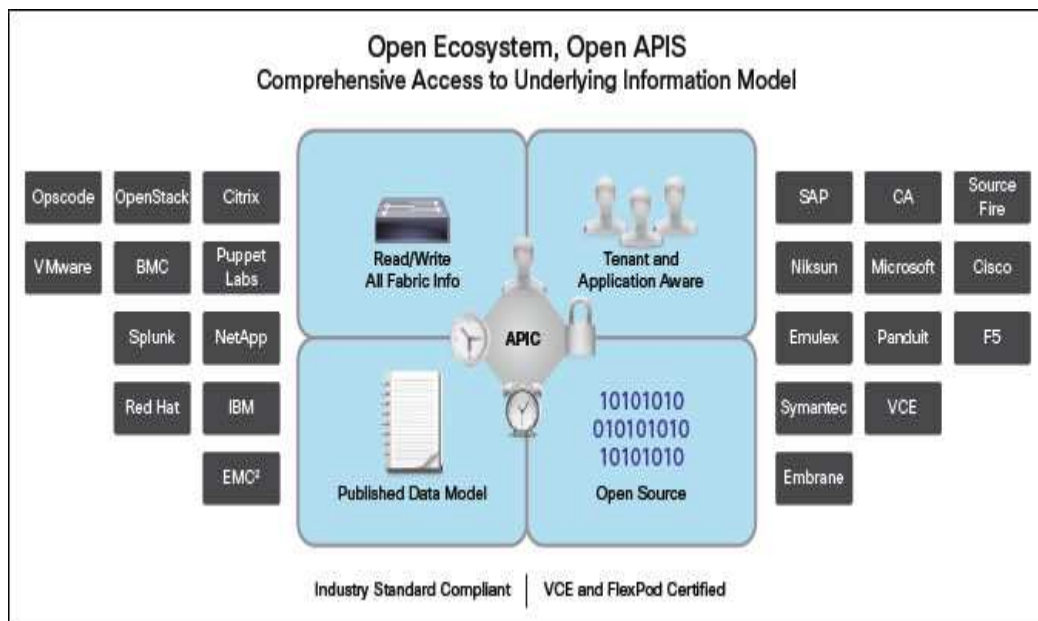 Open Ecosystem, Open APIS
Comprehensive Access to Underlying Information Model
Opscode
OpenStack
Citrix
VMware
BMC
Puppet
Labs
Splunk
NetApp
Red Hat
IBM
EMC²
Read/Write
All Fabric Info
Tenant and
Application Aware
APIC
Published Data Model
10101010
010101010
10101010
Open Source
SAP
CA
Source
Fire
Niksun
Microsoft
Cisco
Emulex
Panduit
F5
Symantec
VCE
Embrane
Industry Standard Compliant
VCE and FlexPod Certified